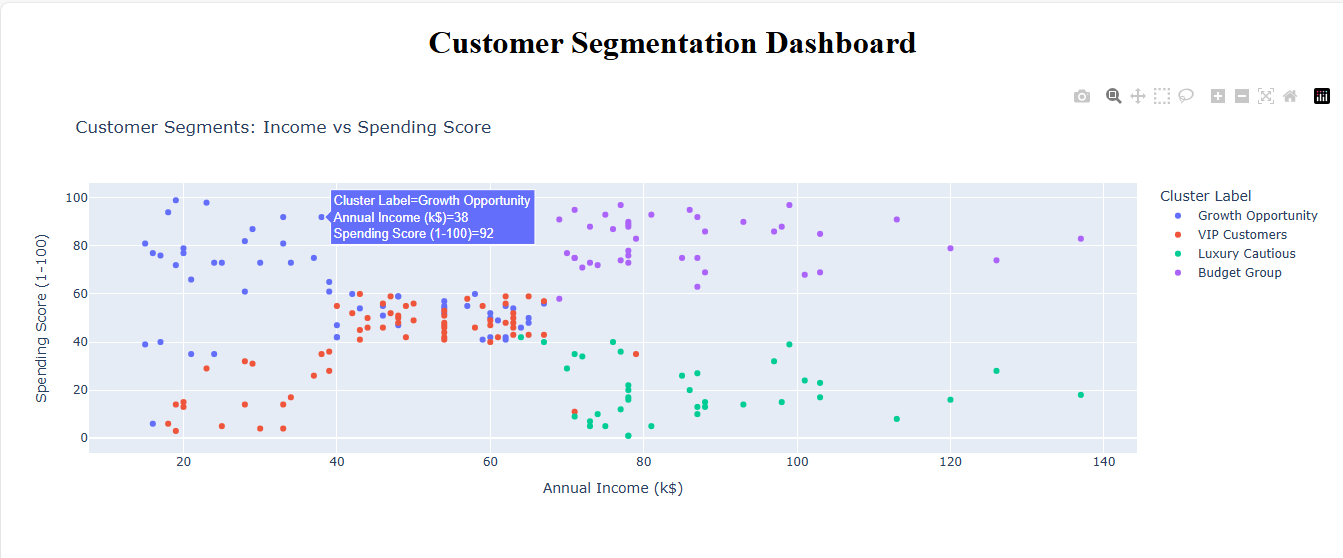 Customer Segmentation Dashboard
Customer Segments: Income vs Spending Score
Cluster Label=Growth Opportunity
Annual Income (k$)=38
Spending Score (1-100)=92
Spending Score (1-100)
100
80
60
40
20
0
20
40
60
80
100
120
140
Annual Income (k$)
Cluster Label
Growth Opportunity
VIP Customers
Luxury Cautious
Budget Group